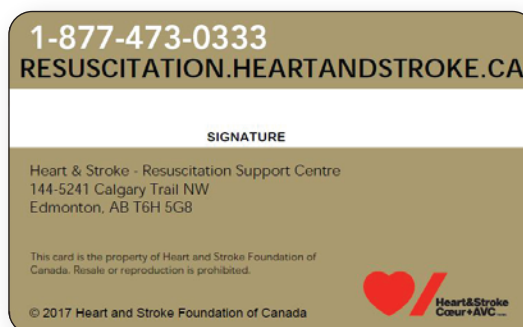 1-877-473-0333
RESUSCITATION.HEARTANDSTROKE.CA
SIGNATURE
Heart & Stroke - Resuscitation Support Centre
144-5241 Calgary Trail NW
Edmonton, AB T6H 5G8
This card is the property of Heart and Stroke Foundation of
Canada. Resale or reproduction is prohibited.
© 2017 Heart and Stroke Foundation of Canada
Heart&Stroke
Cœur+AVC